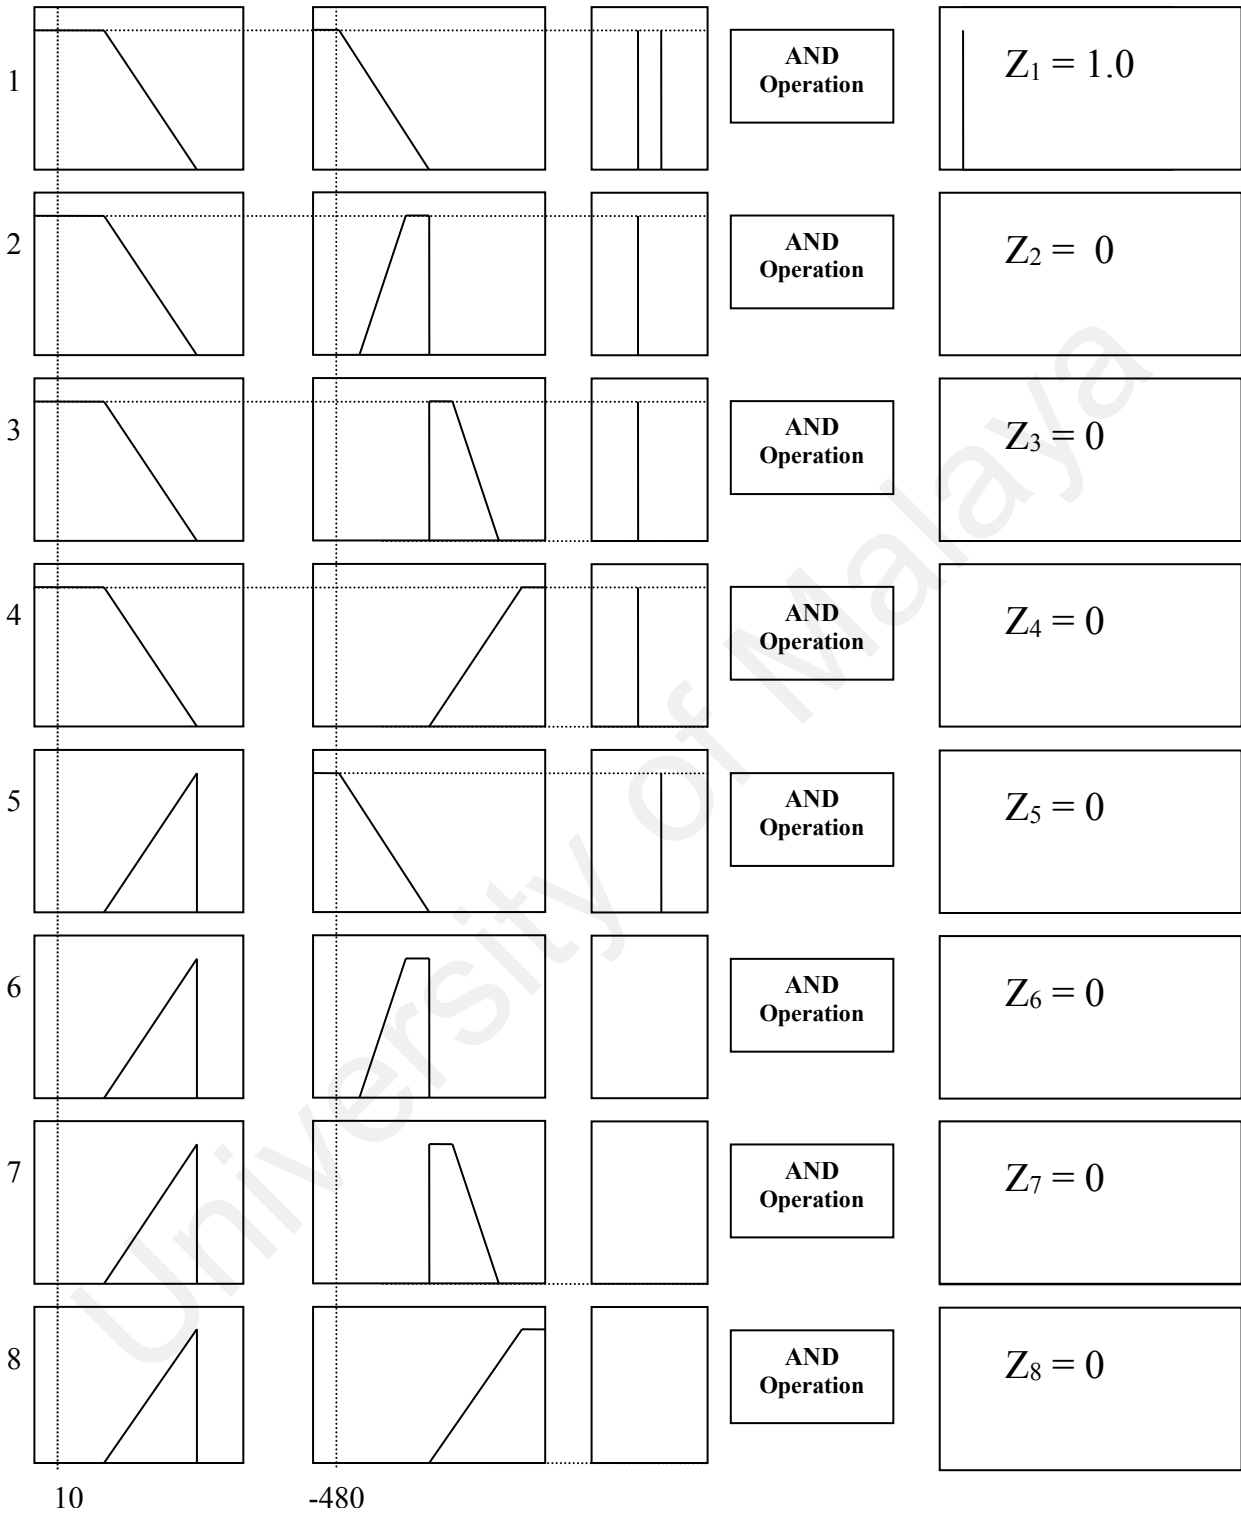 1
AND
Operation
Z₁ = 1.0
2
AND
Operation
Z₂ = 0
3
AND
Operation
Z₃ = 0
4
AND
Operation
Z₄ = 0
5
AND
Operation
Z₅ = 0
6
AND
Operation
Z₆ = 0
7
AND
Operation
Z₇ = 0
8
AND
Operation
Z₈ = 0
10
-480
University of Malaya